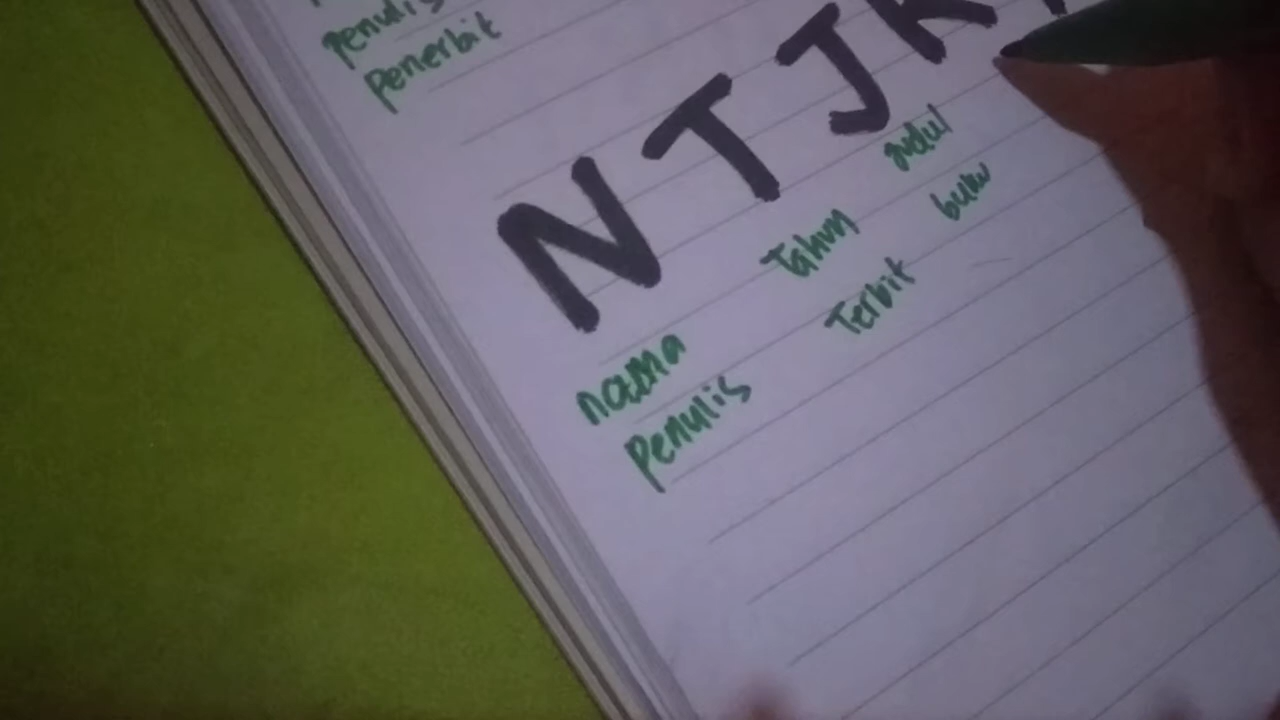 penulis
Penerbit
N T J K
nama Tahun judul
Penulis Terbit buku